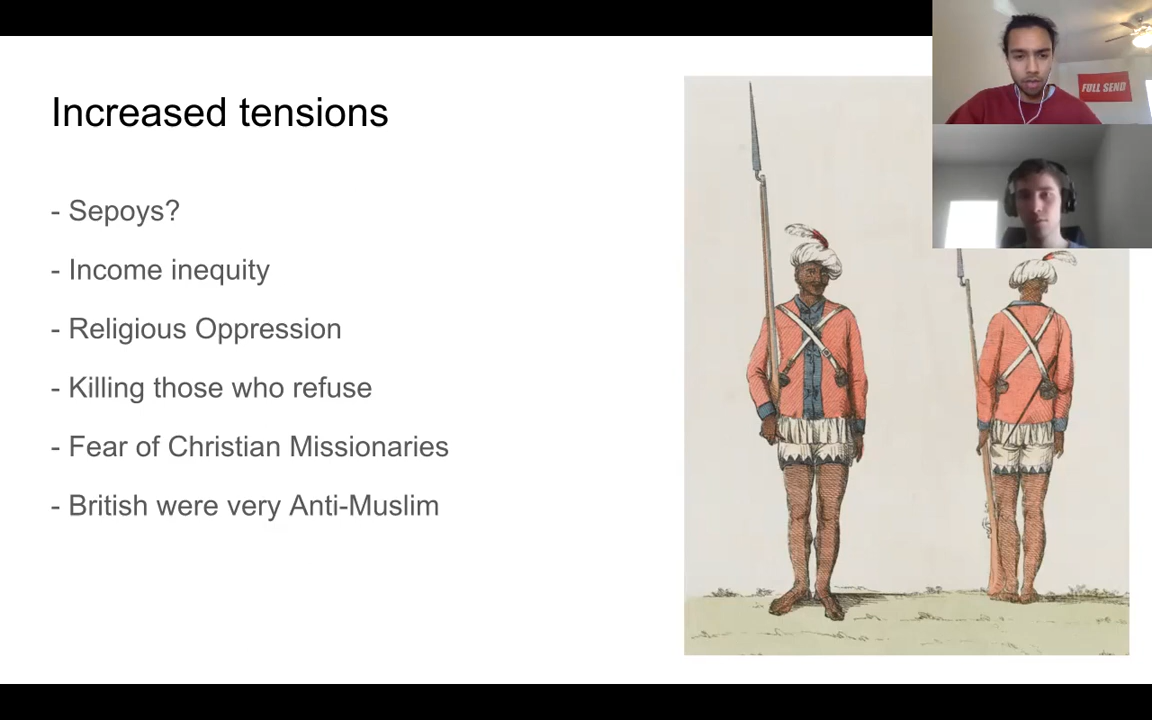 Increased tensions
- Sepoys?
- Income inequity
- Religious Oppression
- Killing those who refuse
- Fear of Christian Missionaries
- British were very Anti-Muslim
FULL SEND